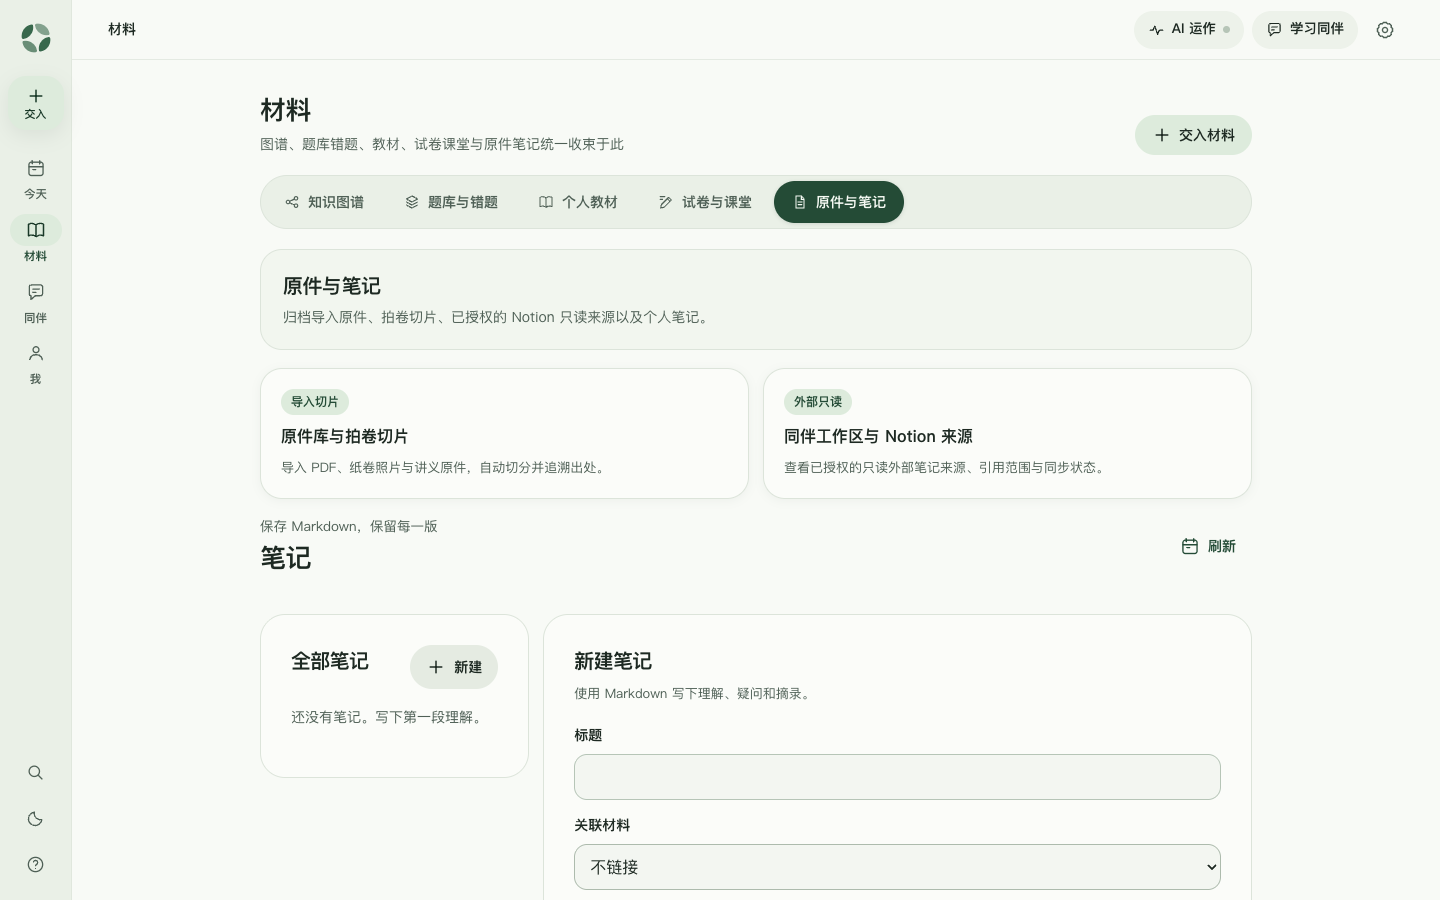 材料
AI 运作
学习同伴
交入
今天
材料
同伴
我
材料
图谱、题库错题、教材、试卷课堂与原件笔记统一收束于此
交入材料
知识图谱
题库与错题
个人教材
试卷与课堂
原件与笔记
原件与笔记
归档导入原件、拍卷切片、已授权的 Notion 只读来源以及个人笔记。
导入切片
原件库与拍卷切片
导入 PDF、纸卷照片与讲义原件，自动切分并追溯出处。
外部只读
同伴工作区与 Notion 来源
查看已授权的只读外部笔记来源、引用范围与同步状态。
保存 Markdown，保留每一版
笔记
刷新
全部笔记
新建
还没有笔记。写下第一段理解。
新建笔记
使用 Markdown 写下理解、疑问和摘录。
标题
关联材料
不链接